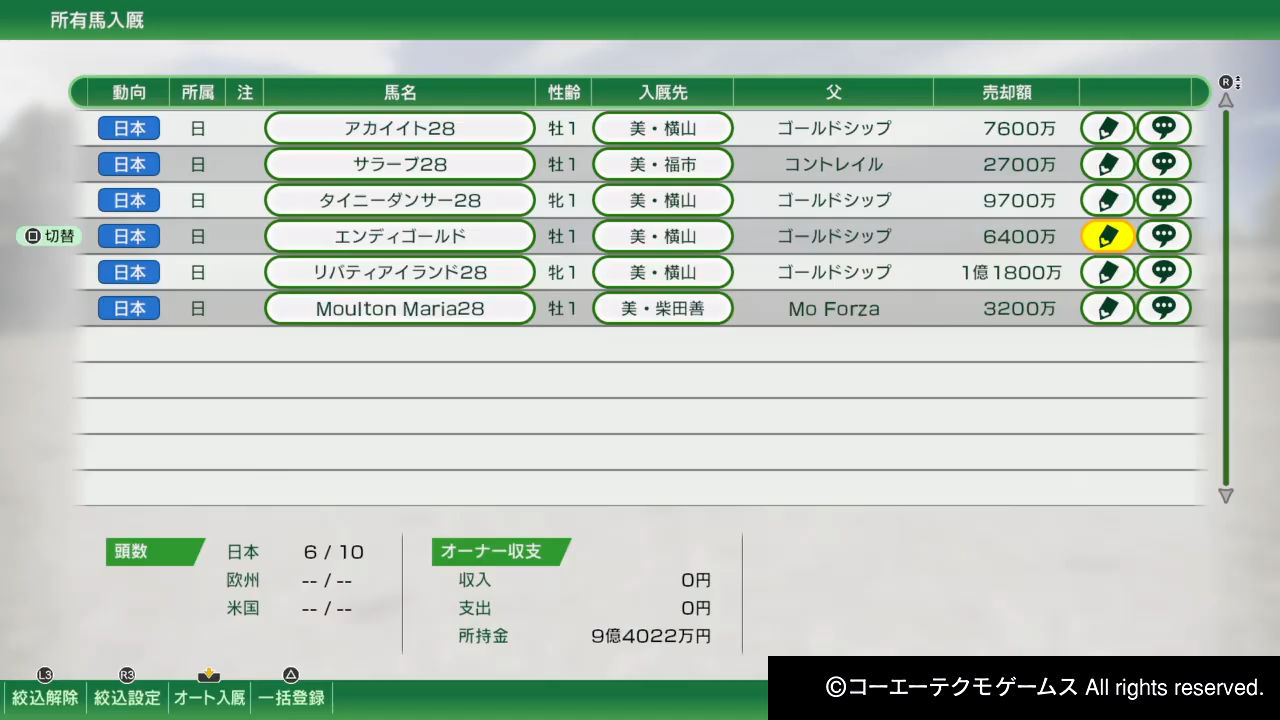 所有馬入厩
動向 所属 注 馬名 性齢 入厩先 父 売却額
R
日本 日 アカイイト28 牡1 美・横山 ゴールドシップ 7600万
日本 日 サラーブ28 牡1 美・福市 コントレイル 2700万
日本 日 タイニーダンサー28 牝1 美・横山 ゴールドシップ 9700万
切替 日本 日 エンディゴールド 牡1 美・横山 ゴールドシップ 6400万
日本 日 リバティアイランド28 牝1 美・横山 ゴールドシップ 1億1800万
日本 日 Moulton Maria28 牡1 美・柴田善 Mo Forza 3200万
頭数 日本 6 / 10
欧州 -- / --
米国 -- / --
オーナー収支
収入 0円
支出 0円
所持金 9億4022万円
L3 R3
絞込解除 絞込設定 オート入厩 一括登録
©コーエーテクモゲームス All rights reserved.